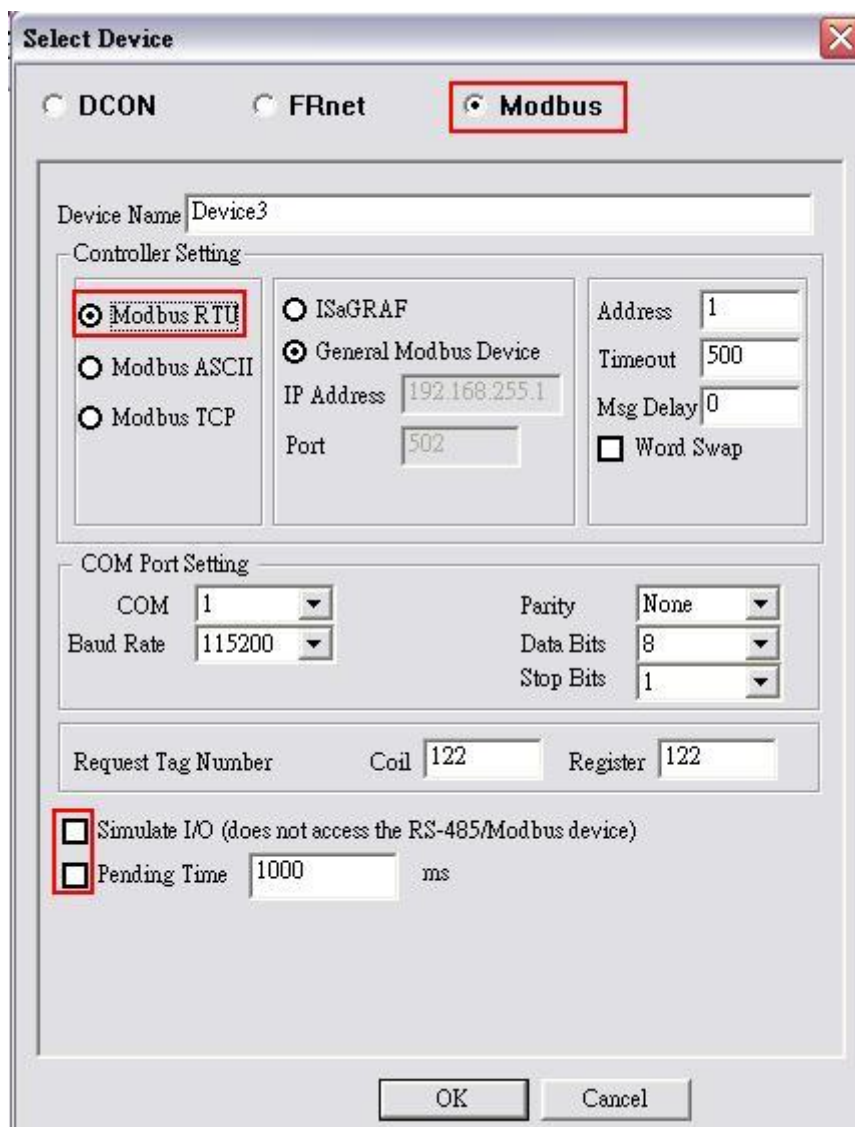 Select Device
DCON FRnet Modbus
Device Name Device3
Controller Setting
Modbus RTU
Modbus ASCII
Modbus TCP
ISaGRAF
General Modbus Device
IP Address 192.168.255.1
Port 502
Address 1
Timeout 500
Msg Delay 0
Word Swap
COM Port Setting
COM 1
Baud Rate 115200
Parity None
Data Bits 8
Stop Bits 1
Request Tag Number Coil 122 Register 122
Simulate I/O (does not access the RS-485/Modbus device)
Pending Time 1000 ms
OK Cancel